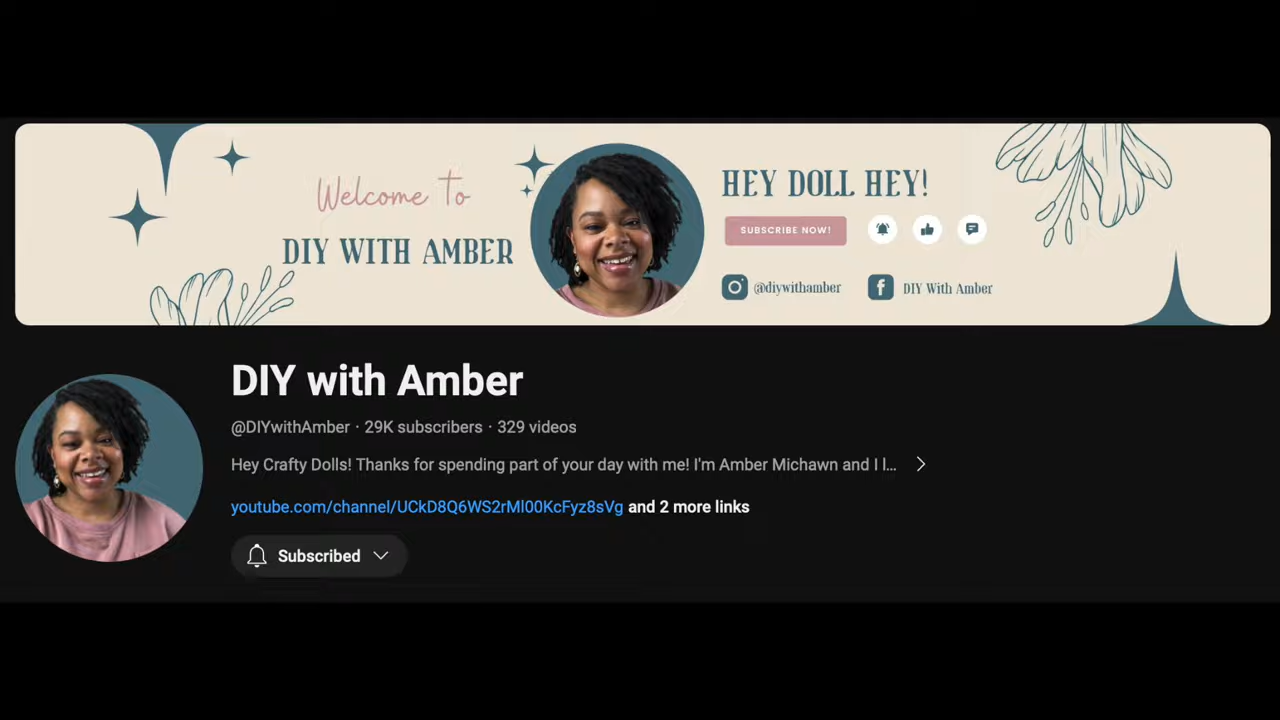 Welcome To
DIY WITH AMBER
HEY DOLL HEY!
SUBSCRIBE NOW!
@diywithamber
DIY With Amber
DIY with Amber
@DIYwithAmber · 29K subscribers · 329 videos
Hey Crafty Dolls! Thanks for spending part of your day with me! I'm Amber Michawn and I l...
youtube.com/channel/UCkD8Q6WS2rMl00KcFyz8sVg and 2 more links
Subscribed